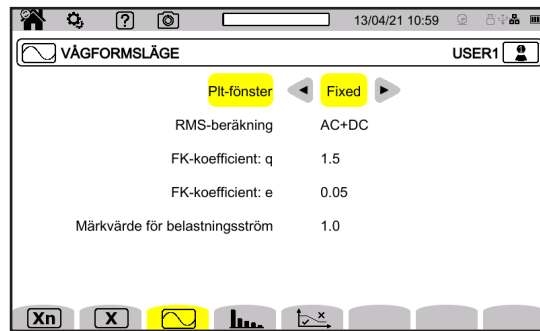 13/04/21 10:59
VÅGFORMSLÄGE USER1
Plt-fönster Fixed
RMS-beräkning AC+DC
FK-koefficient: q 1.5
FK-koefficient: e 0.05
Märkvärde för belastningsström 1.0
Xn X